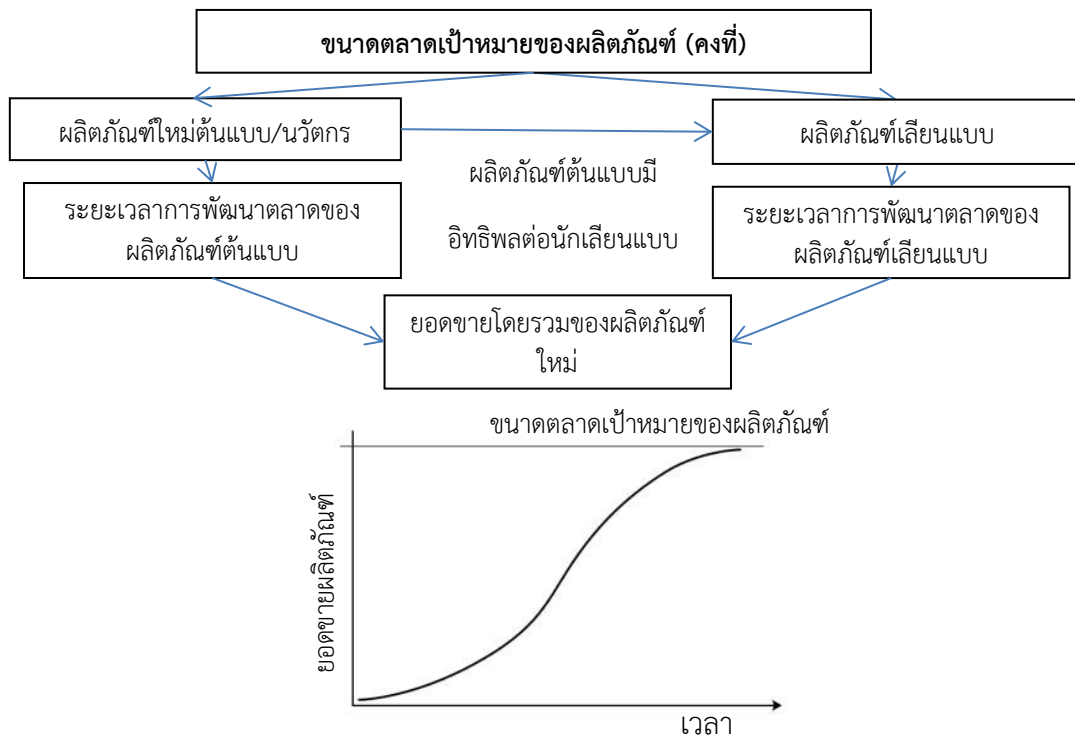 ขนาดตลาดเป้าหมายของผลิตภัณฑ์ (คงที่)
ผลิตภัณฑ์ใหม่ต้นแบบ/นวัตกร
ผลิตภัณฑ์เลียนแบบ
ผลิตภัณฑ์ต้นแบบมี
อิทธิพลต่อนักเลียนแบบ
ระยะเวลาการพัฒนาตลาดของ
ผลิตภัณฑ์ต้นแบบ
ระยะเวลาการพัฒนาตลาดของ
ผลิตภัณฑ์เลียนแบบ
ยอดขายโดยรวมของผลิตภัณฑ์
ใหม่
ขนาดตลาดเป้าหมายของผลิตภัณฑ์
ยอดขายผลิตภัณฑ์
เวลา